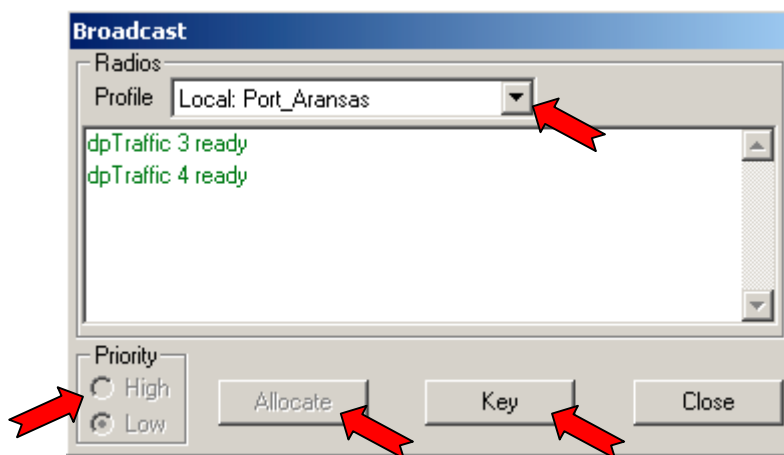 Broadcast
Radios
Profile Local: Port_Aransas
dpTraffic 3 ready
dpTraffic 4 ready
Priority
High
Low
Allocate Key Close